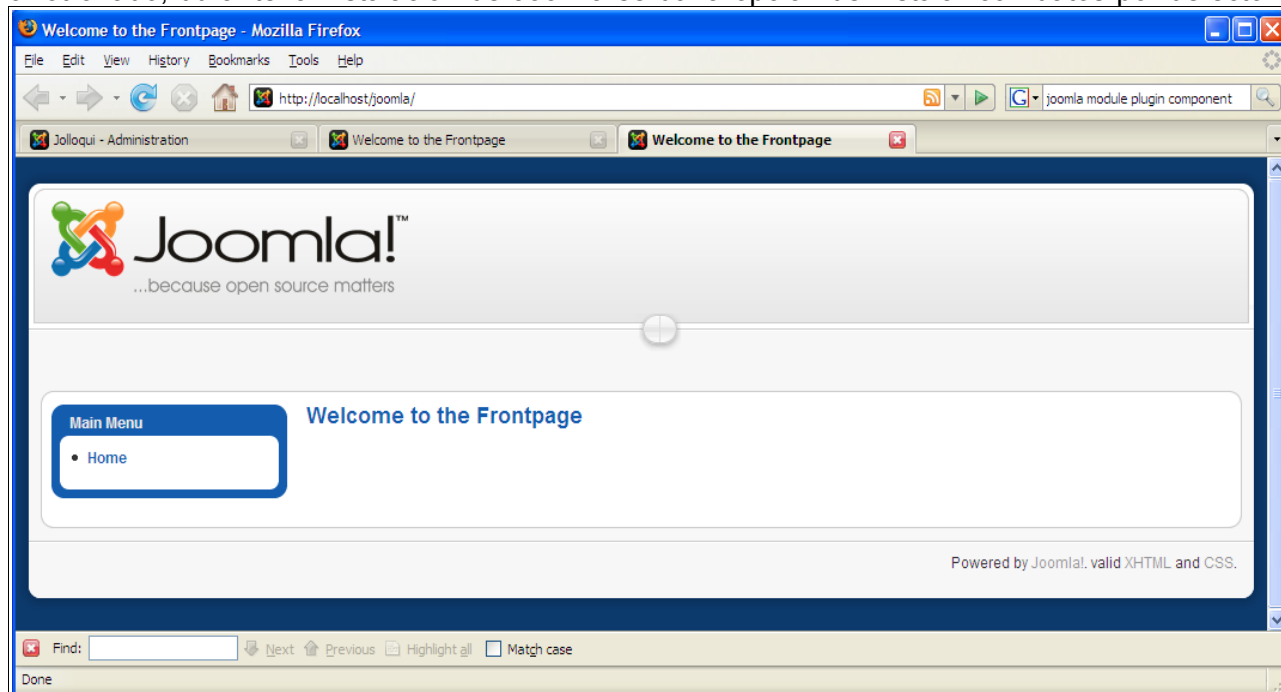 Welcome to the Frontpage - Mozilla Firefox
File Edit View History Bookmarks Tools Help
http://localhost/joomla/ G joomla module plugin component
Jolloqui - Administration Welcome to the Frontpage Welcome to the Frontpage
Joomla!™
...because open source matters
Main Menu
Welcome to the Frontpage
• Home
Powered by Joomla!. valid XHTML and CSS.
Find: Next Previous Highlight all Match case
Done